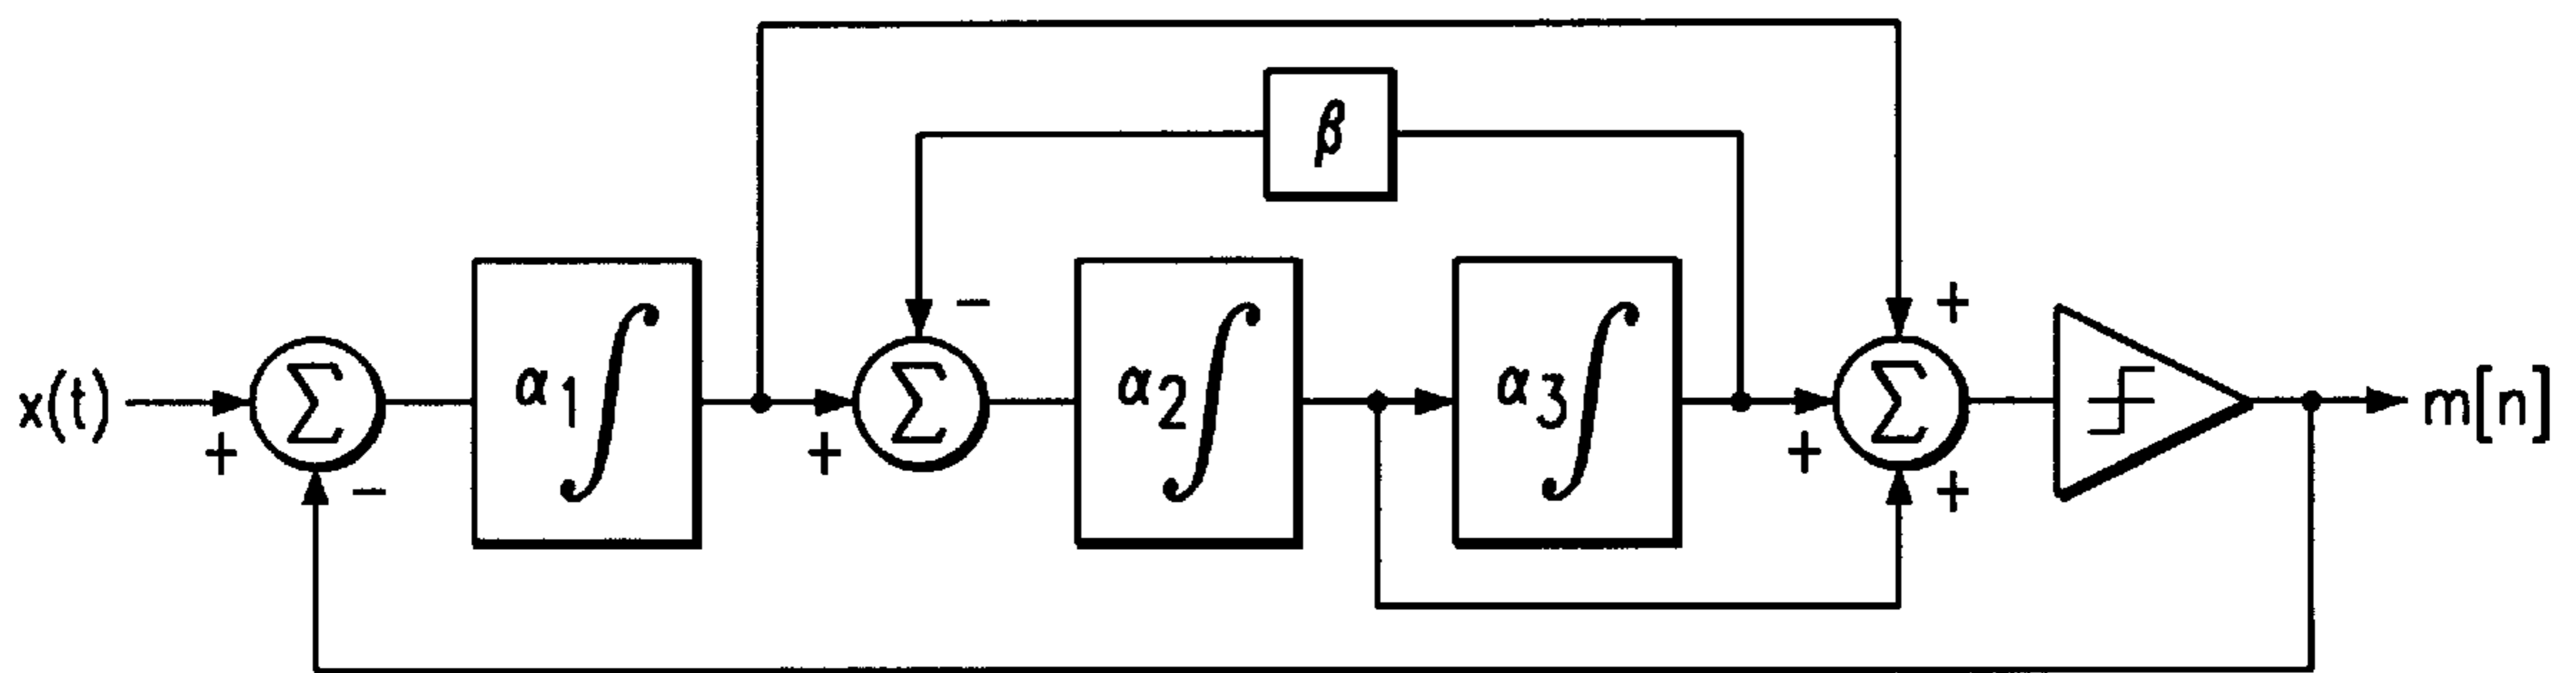 β
x(t) + Σ − α1∫ + Σ − α2∫ α3∫ + Σ + + m[n]